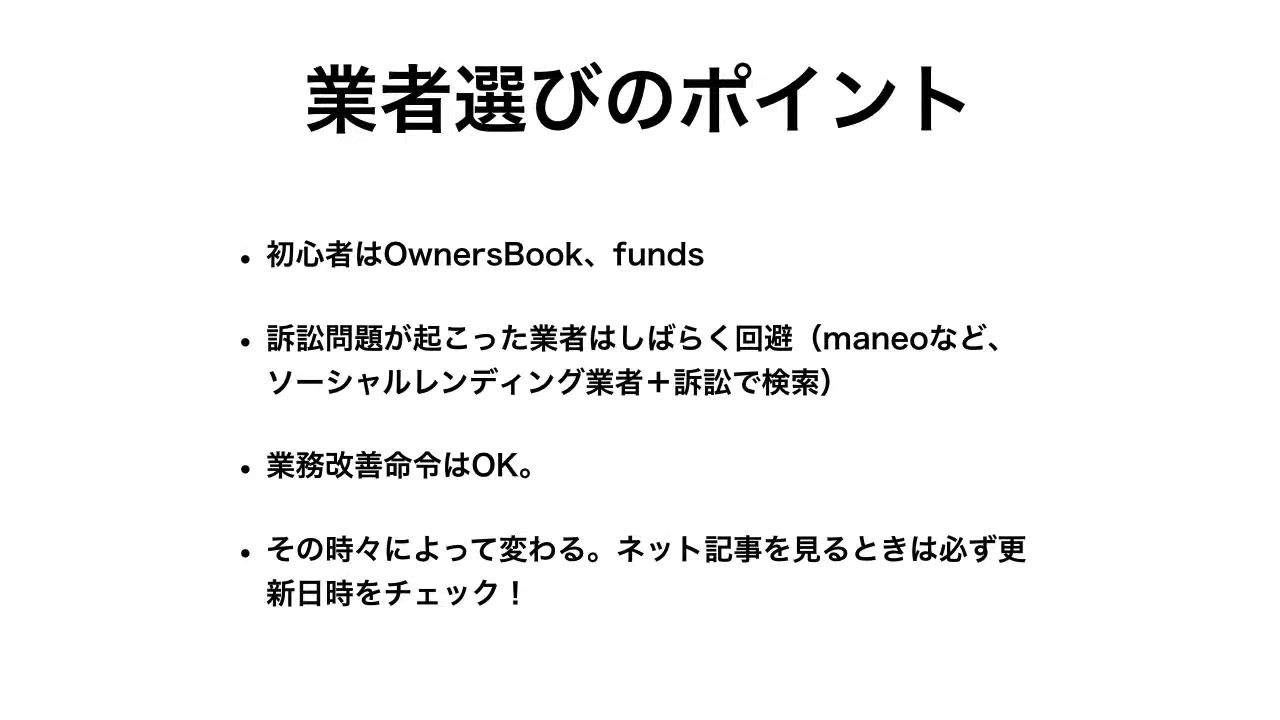 業者選びのポイント
• 初心者はOwnersBook、funds
• 訴訟問題が起こった業者はしばらく回避（maneoなど、
ソーシャルレンディング業者＋訴訟で検索）
• 業務改善命令はOK。
• その時々によって変わる。ネット記事を見るときは必ず更
新日時をチェック！